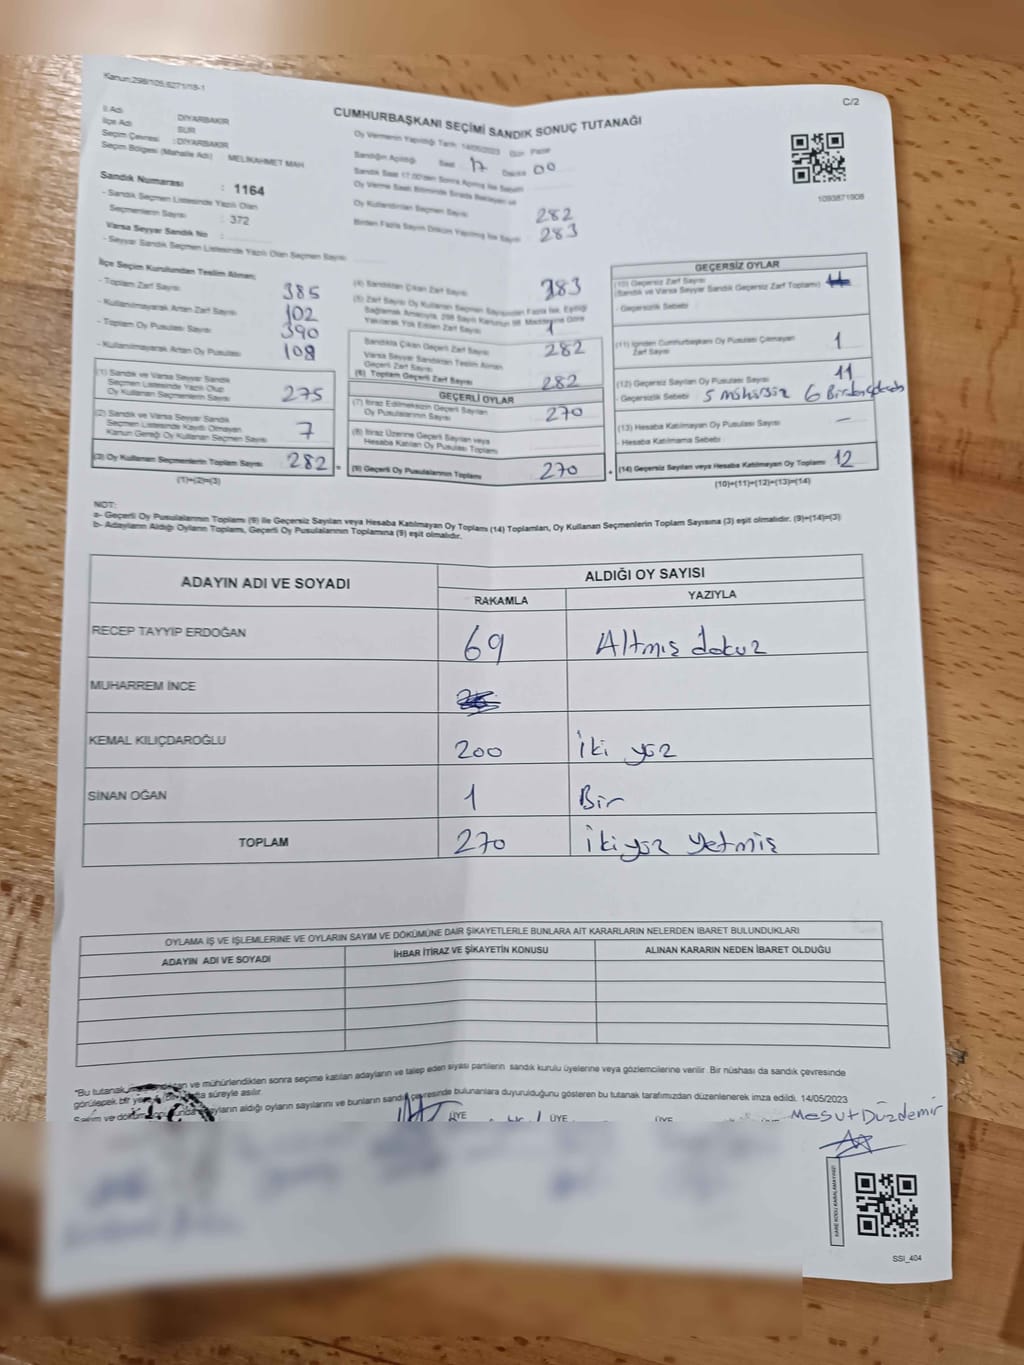 Kanun:298/105,6271/18-1
C/2
CUMHURBAŞKANI SEÇİMİ SANDIK SONUÇ TUTANAĞI
İl Adı : DİYARBAKIR
İlçe Adı : SUR
Seçim Çevresi : DİYARBAKIR
Seçim Bölgesi (Mahalle Adı) MELİKAHMET MAH
Sandık Numarası : 1164
- Sandık Seçmen Listesinde Yazılı Olan
Seçmenlerin Sayısı : 372
Varsa Seyyar Sandık No :
- Seyyar Sandık Seçmen Listesinde Yazılı Olan Seçmen Sayısı
Oy Vermenin Yapıldığı Tarih: 14/05/2023 Gün Pazar
Sandığın Açıldığı Saat 17 Dakika 00
Sandık Saat 17.00'den Sonra Açılmış İse Sebebi
Oy Verme Saati Bitiminde Sırada Bekleyen ve
Oy Kullandırılan Seçmen Sayısı 282
Birden Fazla Sayım Döküm Yapılmış İse Sayısı 283
1093871908
İlçe Seçim Kurulundan Teslim Alınan;
- Toplam Zarf Sayısı 385
- Kullanılmayarak Artan Zarf Sayısı 102
- Toplam Oy Pusulası Sayısı 390
- Kullanılmayarak Artan Oy Pusulası 108
(1) Sandık ve Varsa Seyyar Sandık
Seçmen Listesinde Yazılı Olup
Oy Kullanan Seçmenlerin Sayısı 275
(2) Sandık ve Varsa Seyyar Sandık
Seçmen Listesinde Kayıtlı Olmayan
Kanun Gereği Oy Kullanan Seçmen Sayısı 7
(3) Oy Kullanan Seçmenlerin Toplam Sayısı 282 =
(1)+(2)=(3)
(4) Sandıktan Çıkan Zarf Sayısı 283
(5) Zarf Sayısı Oy Kullanan Seçmen Sayısından Fazla İse, Eşitliği
Sağlamak Amacıyla, 298 Sayılı Kanunun 98. Maddesine Göre
Yakılarak Yok Edilen Zarf Sayısı 1
Sandıkta Çıkan Geçerli Zarf Sayısı 282
Varsa Seyyar Sandıktan Teslim Alınan
Geçerli Zarf Sayısı
(6) Toplam Geçerli Zarf Sayısı 282
GEÇERLİ OYLAR
(7) İtiraz Edilmeksizin Geçerli Sayılan
Oy Pusulalarının Sayısı 270
(8) İtiraz Üzerine Geçerli Sayılan veya
Hesaba Katılan Oy Pusulaları Toplamı
(9) Geçerli Oy Pusulalarının Toplamı 270 +
GEÇERSİZ OYLAR
(10) Geçersiz Zarf Sayısı
(Sandık ve Varsa Seyyar Sandık Geçersiz Zarf Toplamı)
- Geçersizlik Sebebi
(11) İçinden Cumhurbaşkanı Oy Pusulası Çıkmayan
Zarf Sayısı 1
(12) Geçersiz Sayılan Oy Pusulası Sayısı 11
- Geçersizlik Sebebi 5 mühürsüz 6
(13) Hesaba Katılmayan Oy Pusulası Sayısı —
- Hesaba Katılmama Sebebi
(14) Geçersiz Sayılan veya Hesaba Katılmayan Oy Toplamı 12
(10)+(11)+(12)+(13)=(14)
NOT:
a- Geçerli Oy Pusulalarının Toplamı (9) ile Geçersiz Sayılan veya Hesaba Katılmayan Oy Toplamı (14) Toplamları, Oy Kullanan Seçmenlerin Toplam Sayısına (3) eşit olmalıdır. (9)+(14)=(3)
b- Adayların Aldığı Oyların Toplamı, Geçerli Oy Pusulalarının Toplamına (9) eşit olmalıdır.
ADAYIN ADI VE SOYADI
ALDIĞI OY SAYISI
RAKAMLA YAZIYLA
RECEP TAYYİP ERDOĞAN 69 Altmış dokuz
MUHARREM İNCE
KEMAL KILIÇDAROĞLU 200 İki yüz
SİNAN OĞAN 1 Bir
TOPLAM 270 İkiyüz yetmiş
OYLAMA İŞ VE İŞLEMLERİNE VE OYLARIN SAYIM VE DÖKÜMÜNE DAİR ŞİKAYETLERLE BUNLARA AİT KARARLARIN NELERDEN İBARET BULUNDUKLARI
ADAYIN ADI VE SOYADI İHBAR İTİRAZ VE ŞİKAYETİN KONUSU ALINAN KARARIN NEDEN İBARET OLDUĞU
"Bu tutanak ve mühürlendikten sonra seçime katılan adayların ve talep eden siyasi partilerin sandık kurulu üyelerine veya gözlemcilerine verilir. Bir nüshası da sandık çevresinde
görülecek bir süreyle asılır.
Sayım ve adayların aldığı oyların sayılarını ve bunların sandık çevresinde bulunanlara duyurulduğunu gösteren bu tutanak tarafımızdan düzenlenerek imza edildi. 14/05/2023
ÜYE ÜYE ÜYE Mesut Düzdemir
KARE KODU KARALAMAYINIZ!
SSI_404